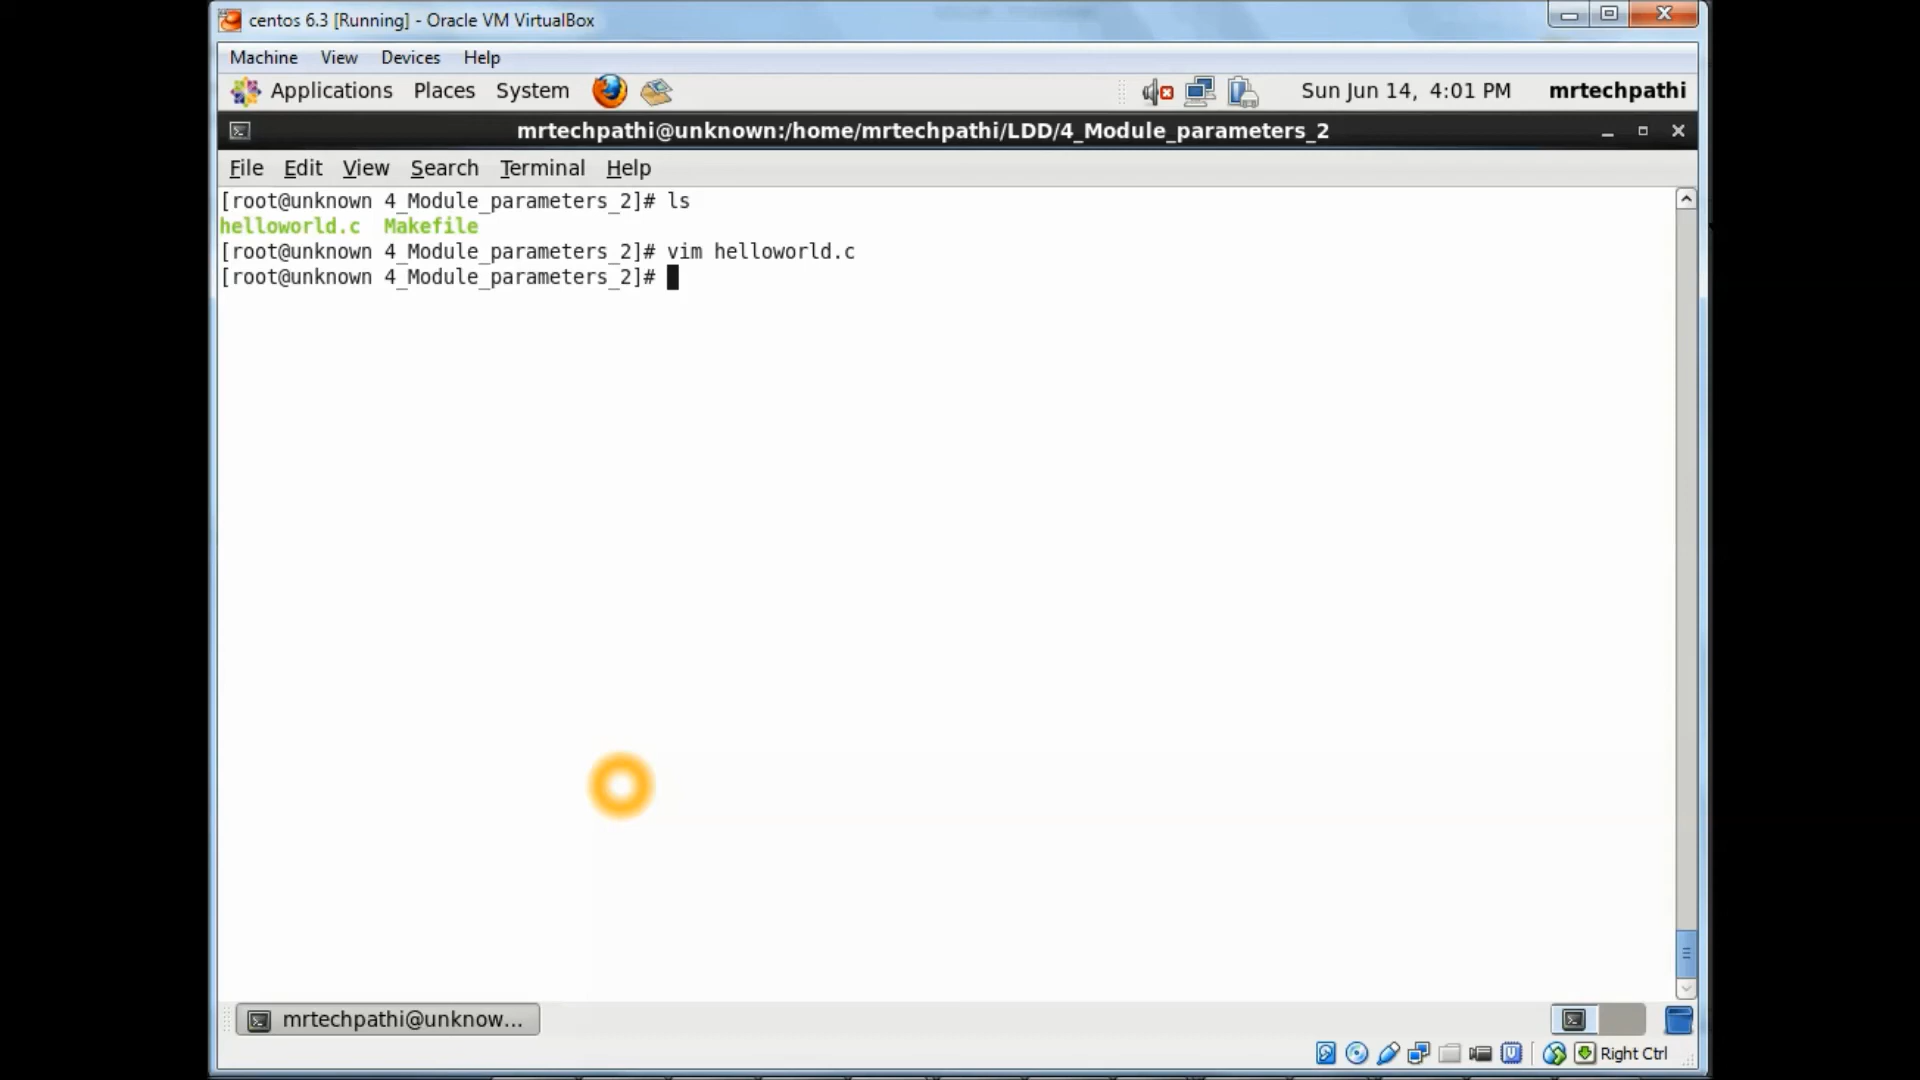 centos 6.3 [Running] - Oracle VM VirtualBox
Machine View Devices Help
Applications Places System Sun Jun 14, 4:01 PM mrtechpathi
mrtechpathi@unknown:/home/mrtechpathi/LDD/4_Module_parameters_2
File Edit View Search Terminal Help
[root@unknown 4_Module_parameters_2]# ls
helloworld.c Makefile
[root@unknown 4_Module_parameters_2]# vim helloworld.c
[root@unknown 4_Module_parameters_2]#
mrtechpathi@unknow...
Right Ctrl